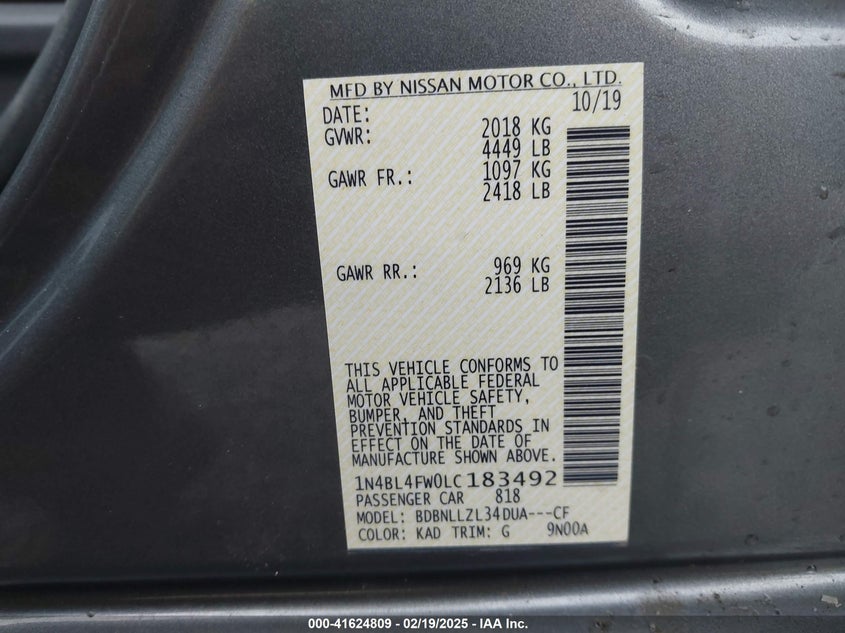 MFD BY NISSAN MOTOR CO., LTD.
DATE: 10/19
GVWR: 2018 KG
4449 LB
GAWR FR.: 1097 KG
2418 LB
GAWR RR.: 969 KG
2136 LB
THIS VEHICLE CONFORMS TO
ALL APPLICABLE FEDERAL
MOTOR VEHICLE SAFETY,
BUMPER, AND THEFT
PREVENTION STANDARDS IN
EFFECT ON THE DATE OF
MANUFACTURE SHOWN ABOVE.
1N4BL4FW0LC183492
PASSENGER CAR 818
MODEL: BDBNLLZL34DUA---CF
COLOR: KAD TRIM: G 9N00A
000-41624809 - 02/19/2025 - IAA Inc.